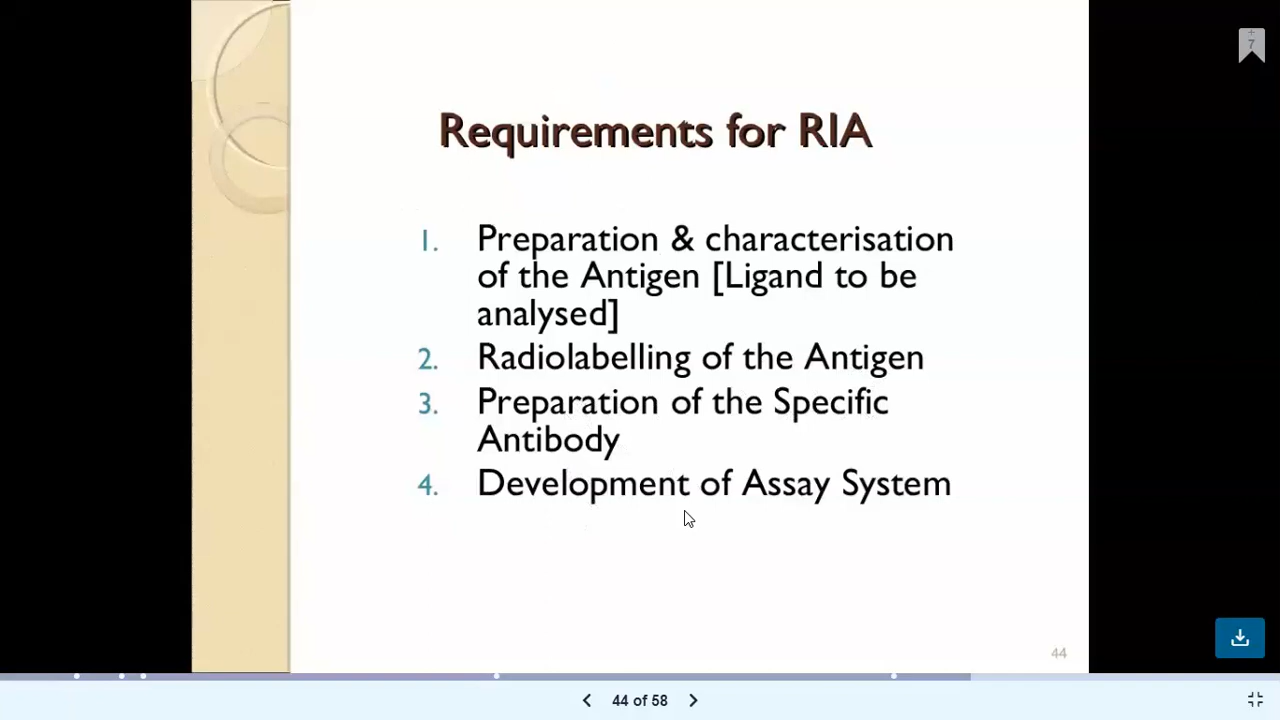 7
Requirements for RIA
1. Preparation & characterisation
of the Antigen [Ligand to be
analysed]
2. Radiolabelling of the Antigen
3. Preparation of the Specific
Antibody
4. Development of Assay System
44
44 of 58